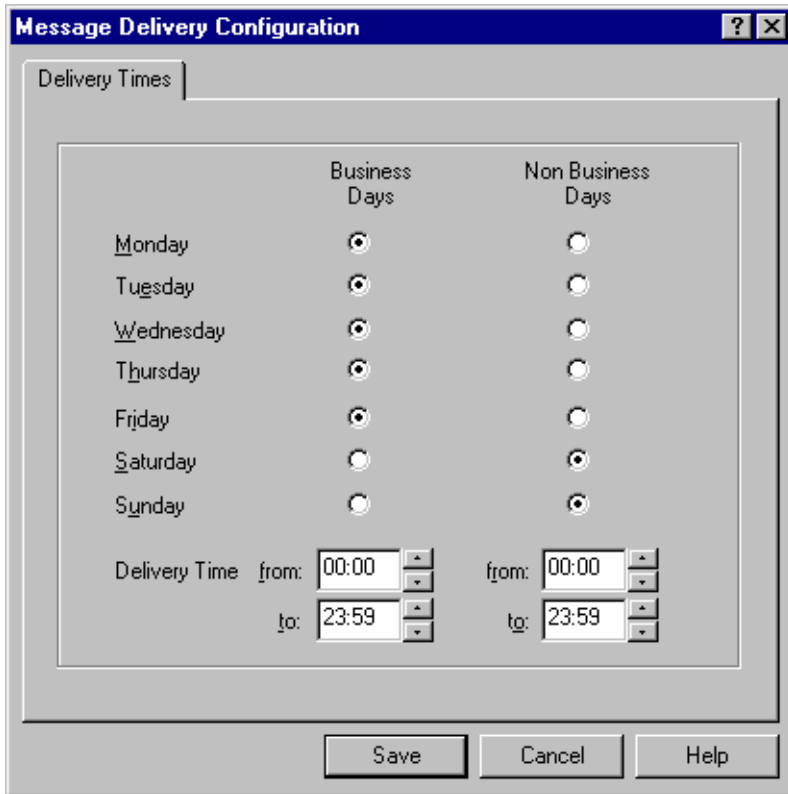 Message Delivery Configuration
Delivery Times
Business Days
Non Business Days
Monday
Tuesday
Wednesday
Thursday
Friday
Saturday
Sunday
Delivery Time from: 00:00 from: 00:00
to: 23:59 to: 23:59
Save Cancel Help